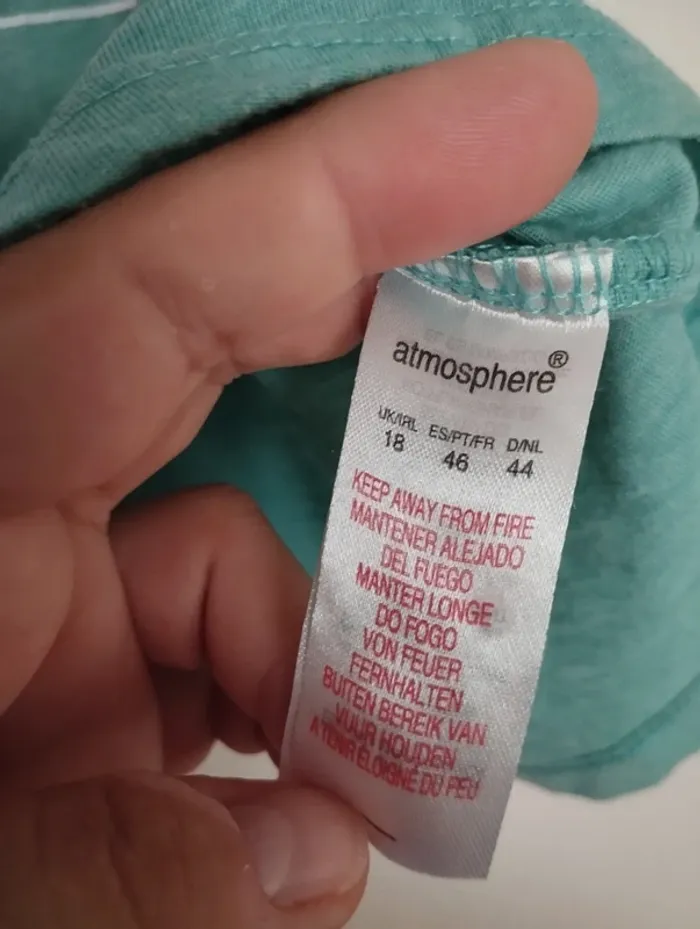 atmosphere®
UK/IRL ES/PT/FR D/NL
18 46 44
KEEP AWAY FROM FIRE
MANTENER ALEJADO
DEL FUEGO
MANTER LONGE
DO FOGO
VON FEUER
FERNHALTEN
BUITEN BEREIK VAN
VUUR HOUDEN
A TENIR ÉLOIGNÉ DU FEU